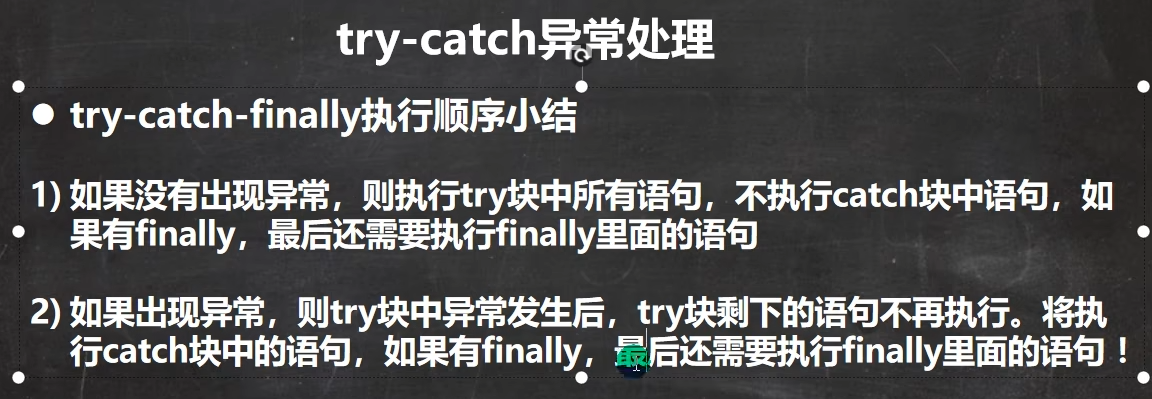 try-catch异常处理
● try-catch-finally执行顺序小结
1) 如果没有出现异常，则执行try块中所有语句，不执行catch块中语句，如
果有finally，最后还需要执行finally里面的语句
2) 如果出现异常，则try块中异常发生后，try块剩下的语句不再执行。将执
行catch块中的语句，如果有finally，最后还需要执行finally里面的语句！